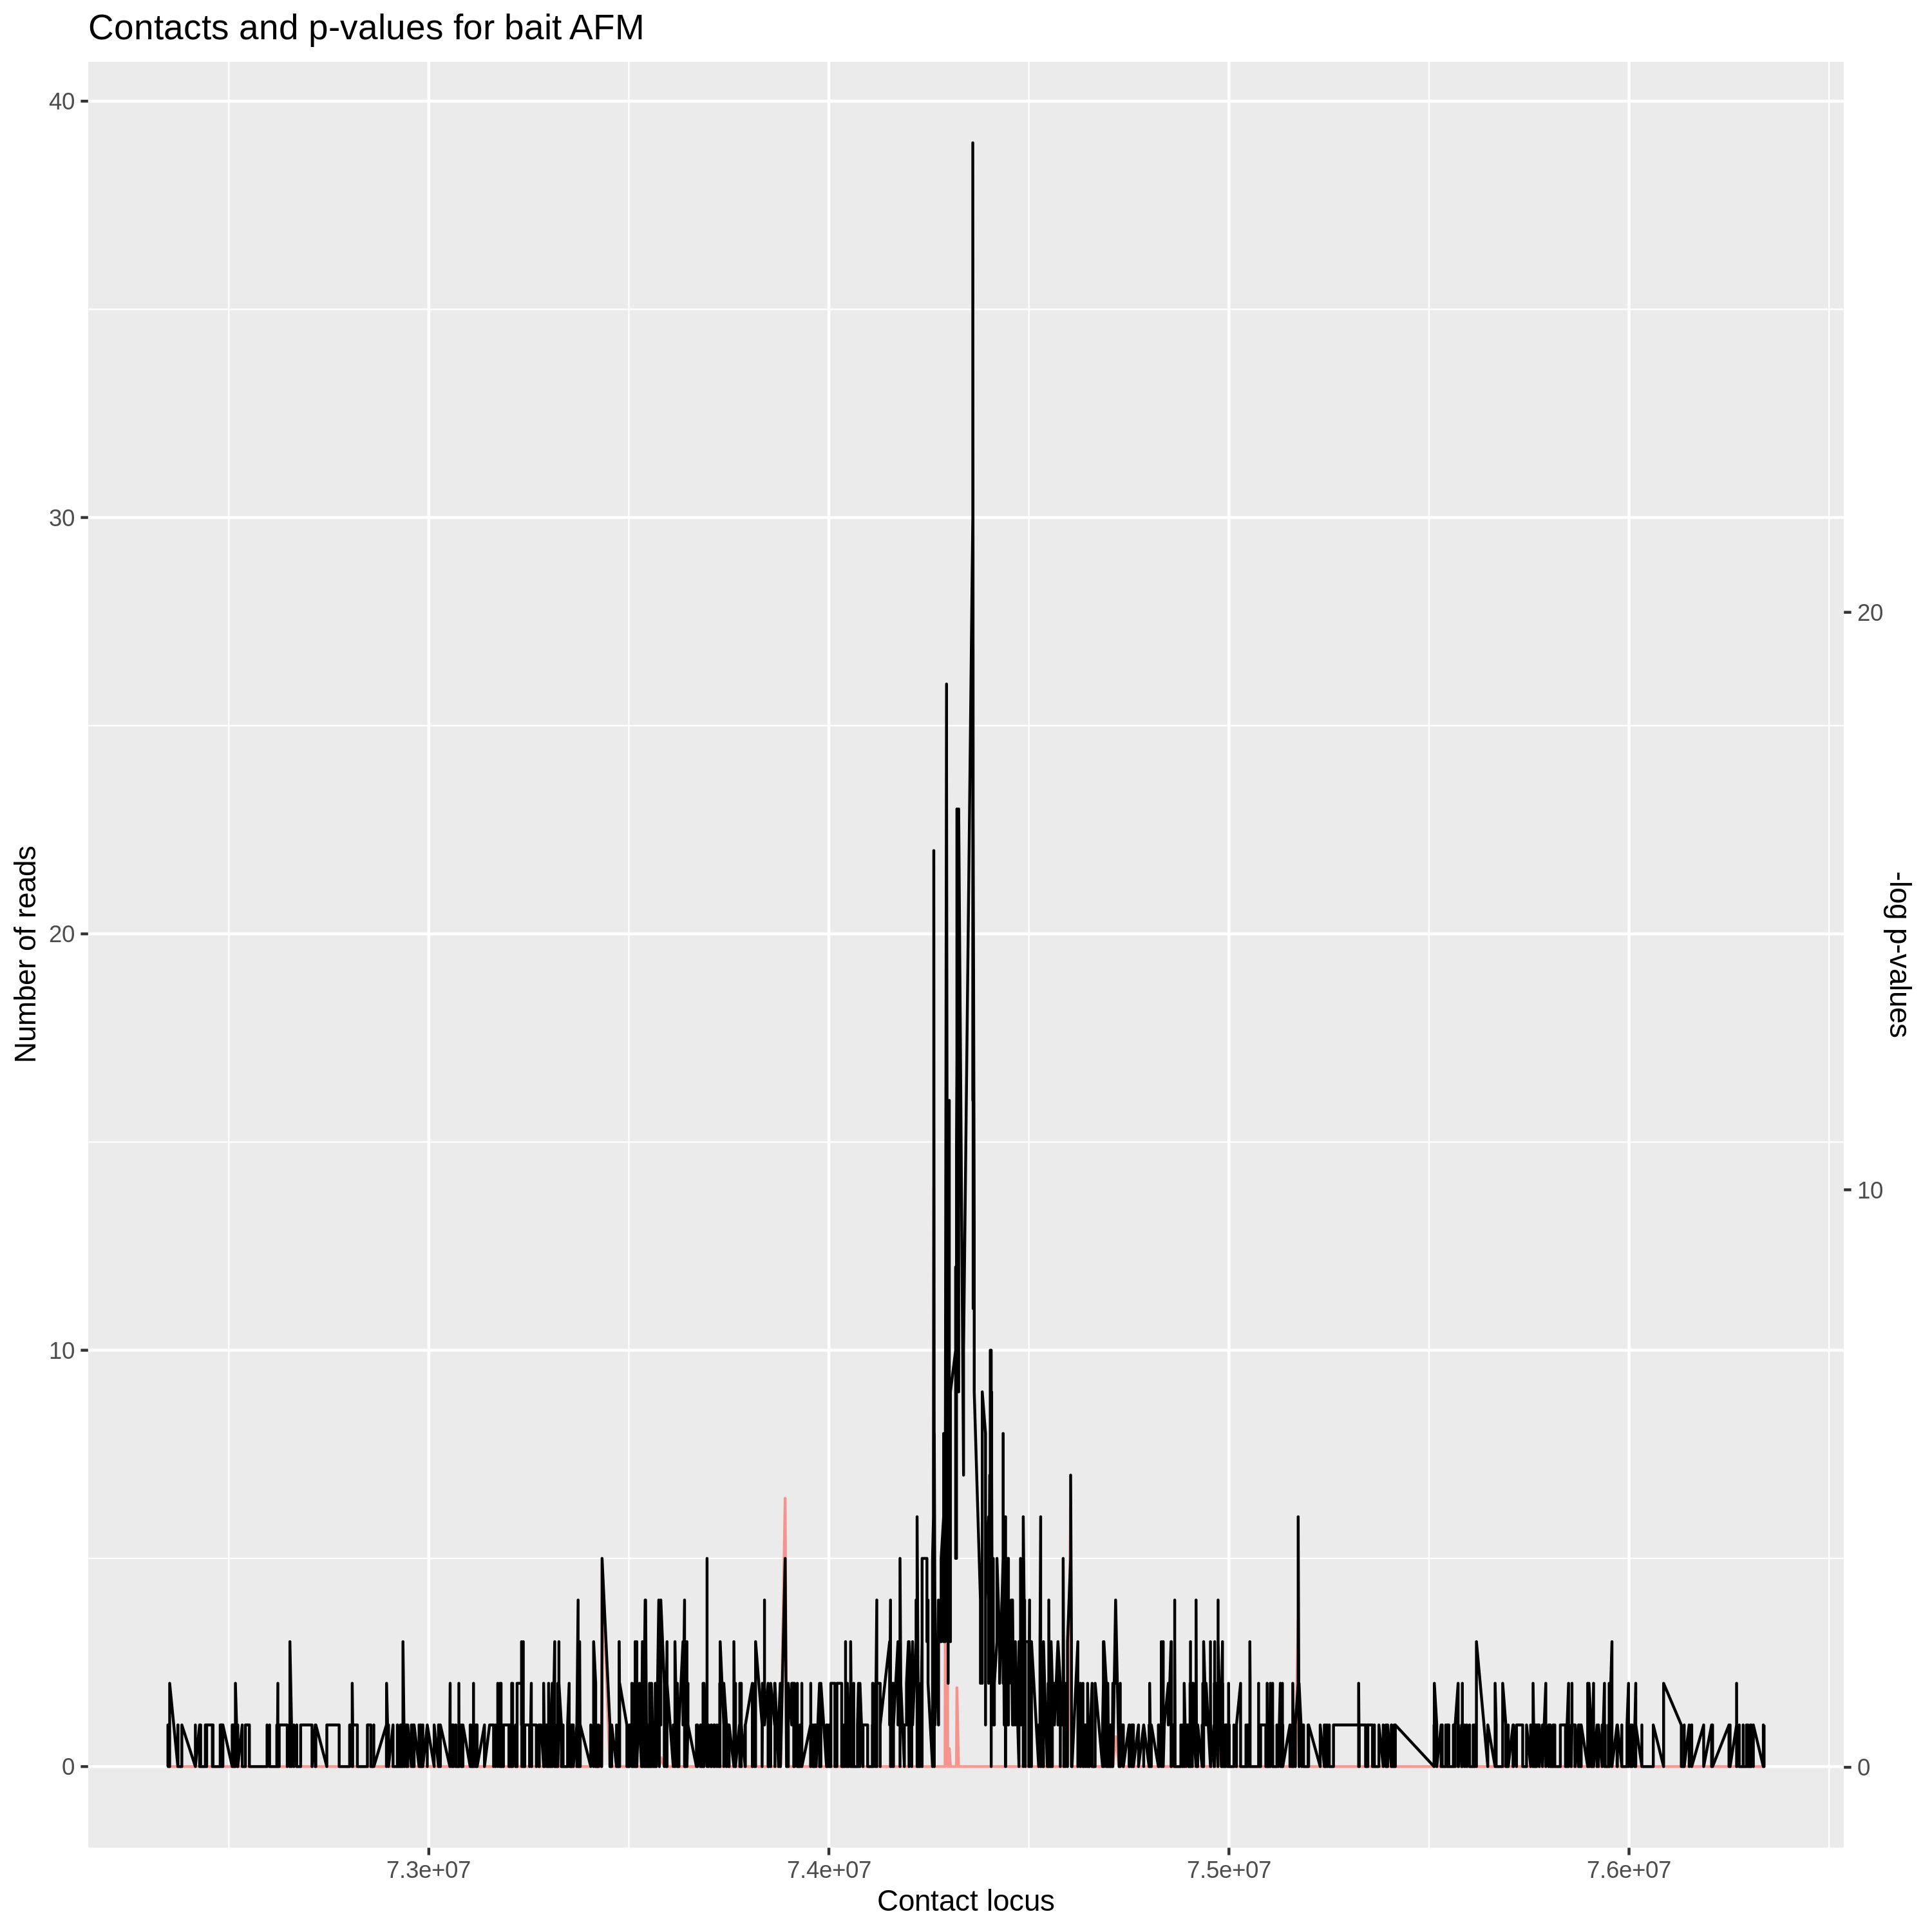 Contacts and p-values for bait AFM
40
30
20
10
0
Number of reads
20
10
0
-log p-values
7.3e+07
7.4e+07
7.5e+07
7.6e+07
Contact locus